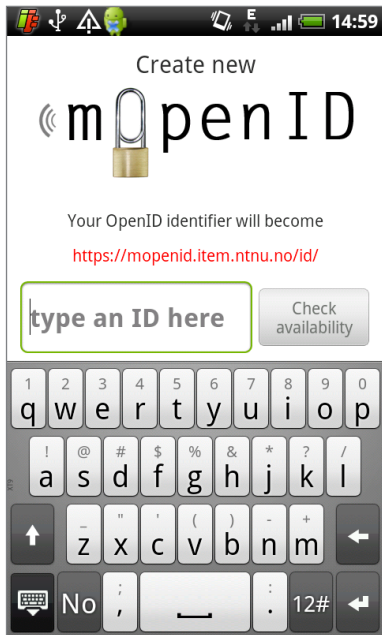 E 14:59
Create new
mOpenID
Your OpenID identifier will become
https://mopenid.item.ntnu.no/id/
type an ID here
Check
availability
1 2 3 4 5 6 7 8 9 0
q w e r t y u i o p
! @ # $ % & * ? /
a s d f g h j k l
_ " ' ( ) - +
z x c v b n m
; :
No , . 12#